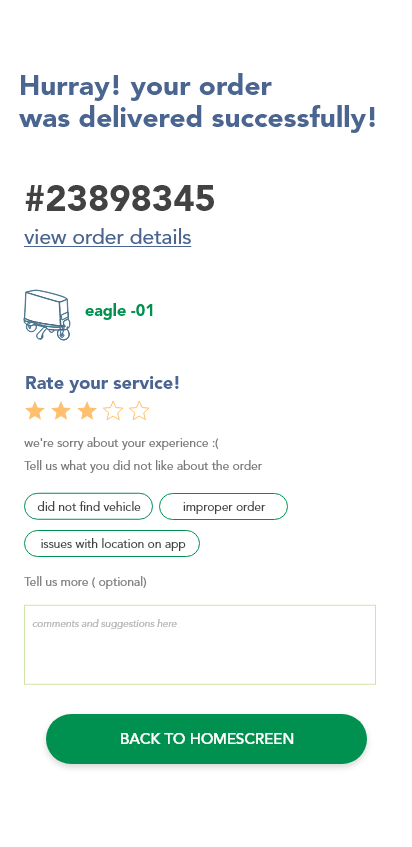 Hurray! your order
was delivered successfully!
#23898345
view order details
eagle -01
Rate your service!
we're sorry about your experience :(
Tell us what you did not like about the order
did not find vehicle
improper order
issues with location on app
Tell us more ( optional)
comments and suggestions here
BACK TO HOMESCREEN